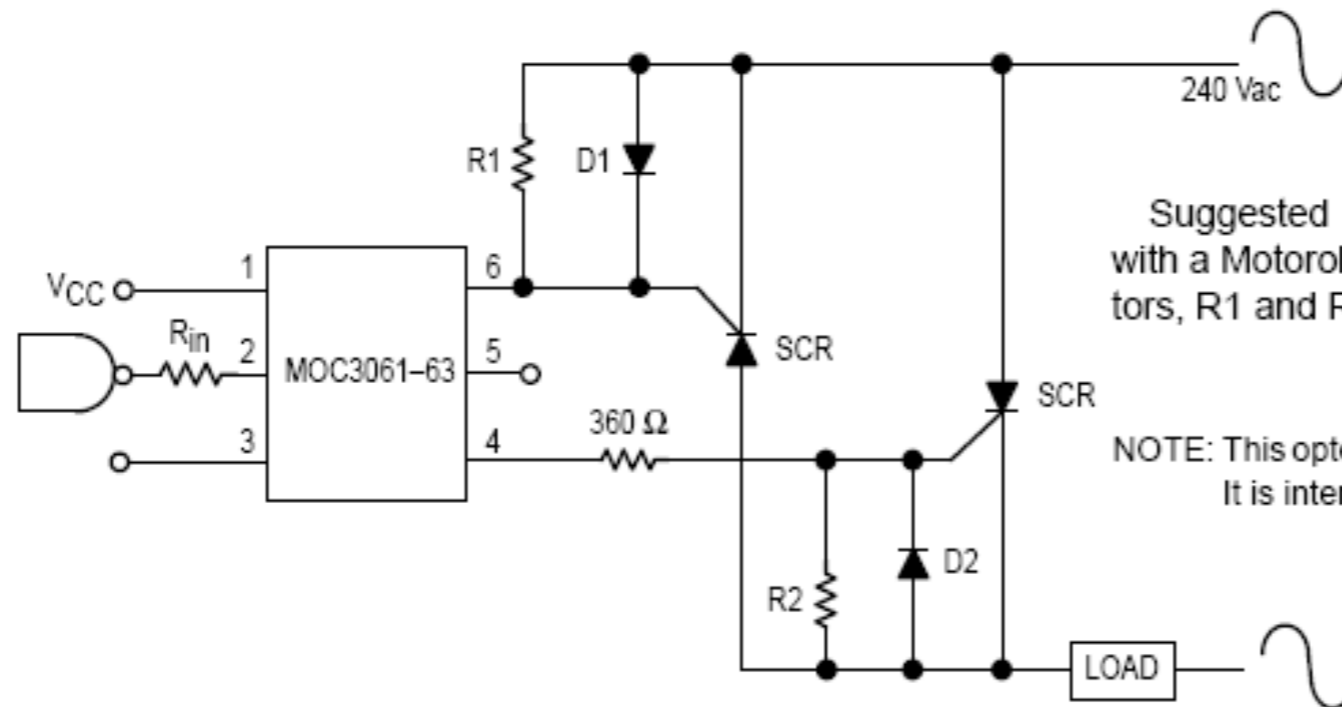 240 Vac
R1
D1
Suggested
with a Motorol
tors, R1 and
1
6
VCC
Rin
2
MOC3061–63
5
SCR
SCR
360 Ω
3
4
NOTE: This opt
It is inter
D2
R2
LOAD